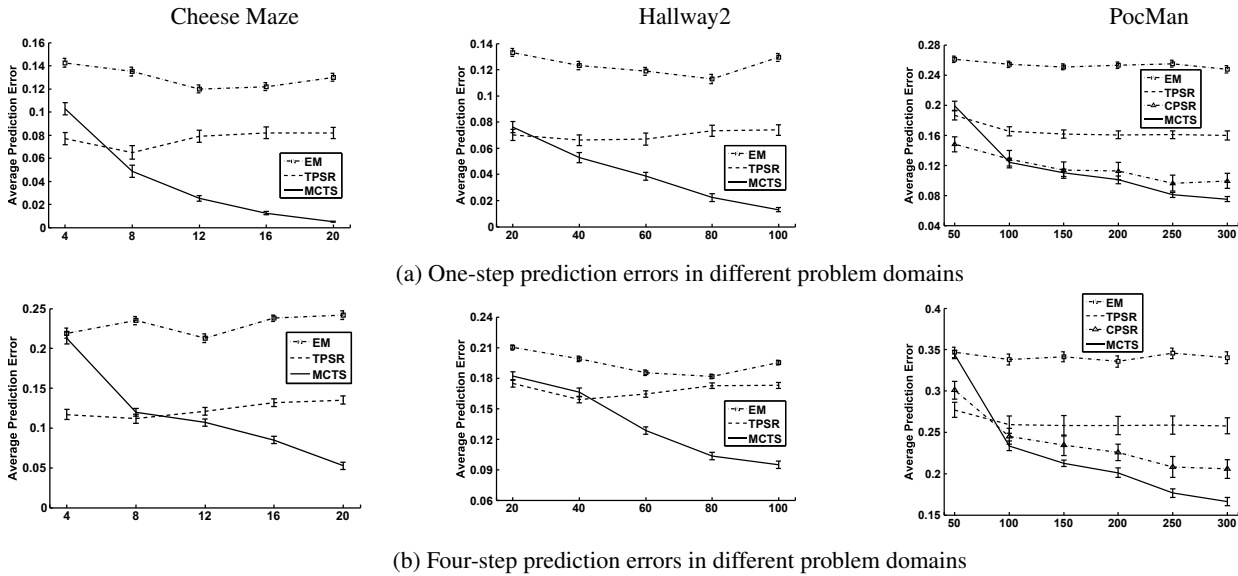 Cheese Maze
Hallway2
PocMan
Average Prediction Error
0.16
0.14
0.12
0.1
0.08
0.06
0.04
0.02
0
4 8 12 16 20
EM
TPSR
MCTS
Average Prediction Error
0.14
0.12
0.1
0.08
0.06
0.04
0.02
0
20 40 60 80 100
EM
TPSR
MCTS
Average Prediction Error
0.28
0.24
0.2
0.16
0.12
0.08
0.04
50 100 150 200 250 300
EM
TPSR
CPSR
MCTS
(a) One-step prediction errors in different problem domains
Average Prediction Error
0.25
0.2
0.15
0.1
0.05
0
4 8 12 16 20
EM
TPSR
MCTS
Average Prediction Error
0.24
0.21
0.18
0.15
0.12
0.09
0.06
20 40 60 80 100
EM
TPSR
MCTS
Average Prediction Error
0.4
0.35
0.3
0.25
0.2
0.15
50 100 150 200 250 300
EM
TPSR
CPSR
MCTS
(b) Four-step prediction errors in different problem domains